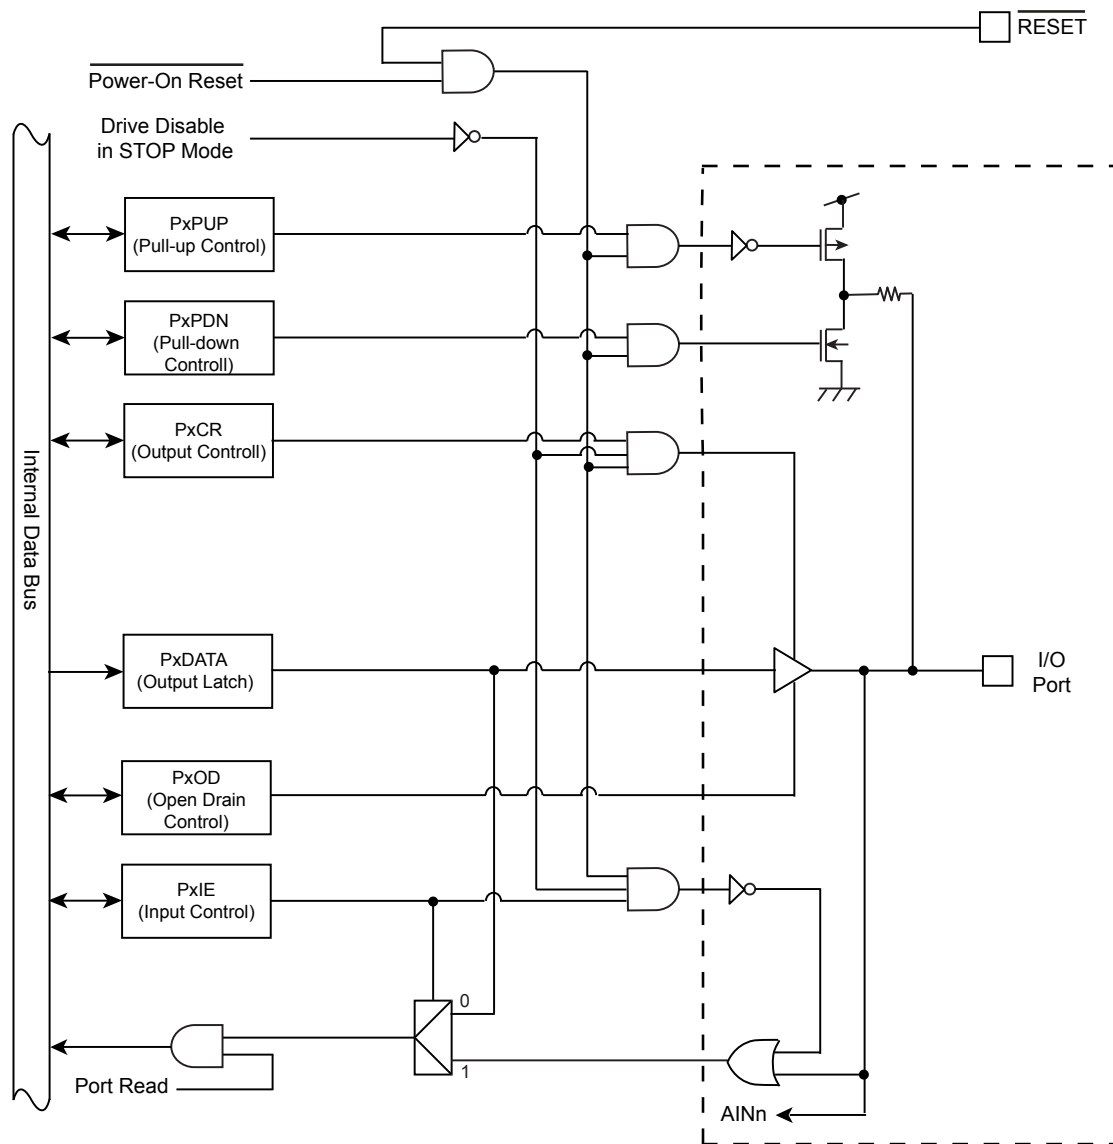 RESET
Power-On Reset
Drive Disable
in STOP Mode
PxPUP
(Pull-up Control)
PxPDN
(Pull-down
Controll)
PxCR
(Output Controll)
Internal Data Bus
PxDATA
(Output Latch)
I/O
Port
PxOD
(Open Drain
Control)
PxIE
(Input Control)
0
1
Port Read
AINn